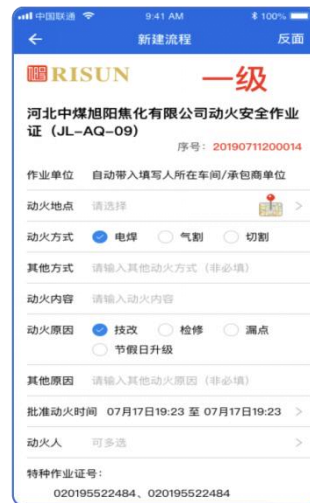 中国联通 9:41 AM 100%
新建流程 反面
RISUN 一级
河北中煤旭阳焦化有限公司动火安全作业
证（JL-AQ-09）
序号：20190711200014
作业单位 自动带入填写人所在车间/承包商单位
动火地点 请选择
动火方式 电焊 气割 切割
其他方式 请输入其他动火方式（非必填）
动火内容 请输入动火内容
动火原因 技改 检修 漏点
节假日升级
其他原因 请输入其他动火原因（非必填）
批准动火时间 07月17日19:23 至 07月17日19:23
动火人 可多选
特种作业证号：
020195522484、020195522484